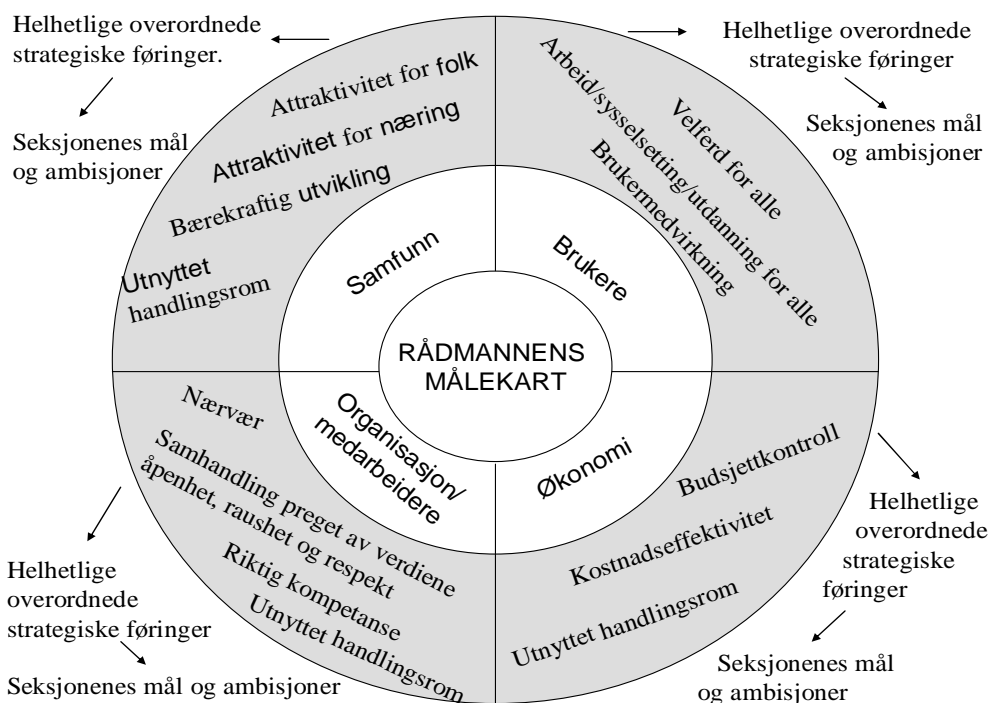 Helhetlige overordnede
strategiske føringer.
Seksjonenes mål
og ambisjoner
Attraktivitet for folk
Attraktivitet for næring
Bærekraftig utvikling
Utnyttet
handlingsrom
Samfunn
Helhetlige overordnede
strategiske føringer
Seksjonenes mål
og ambisjoner
Velferd for alle
Arbeid/sysselsetting/utdanning for alle
Brukermedvirkning
Brukere
RÅDMANNENS
MÅLEKART
Organisasjon/
medarbeidere
Nærvær
Samhandling preget av verdiene
åpenhet, raushet og respekt
Riktig kompetanse
Utnyttet handlingsrom
Helhetlige
overordnede
strategiske føringer
Seksjonenes mål og ambisjoner
Økonomi
Budsjettkontroll
Kostnadseffektivitet
Utnyttet handlingsrom
Helhetlige
overordnede
strategiske
føringer
Seksjonenes mål
og ambisjoner